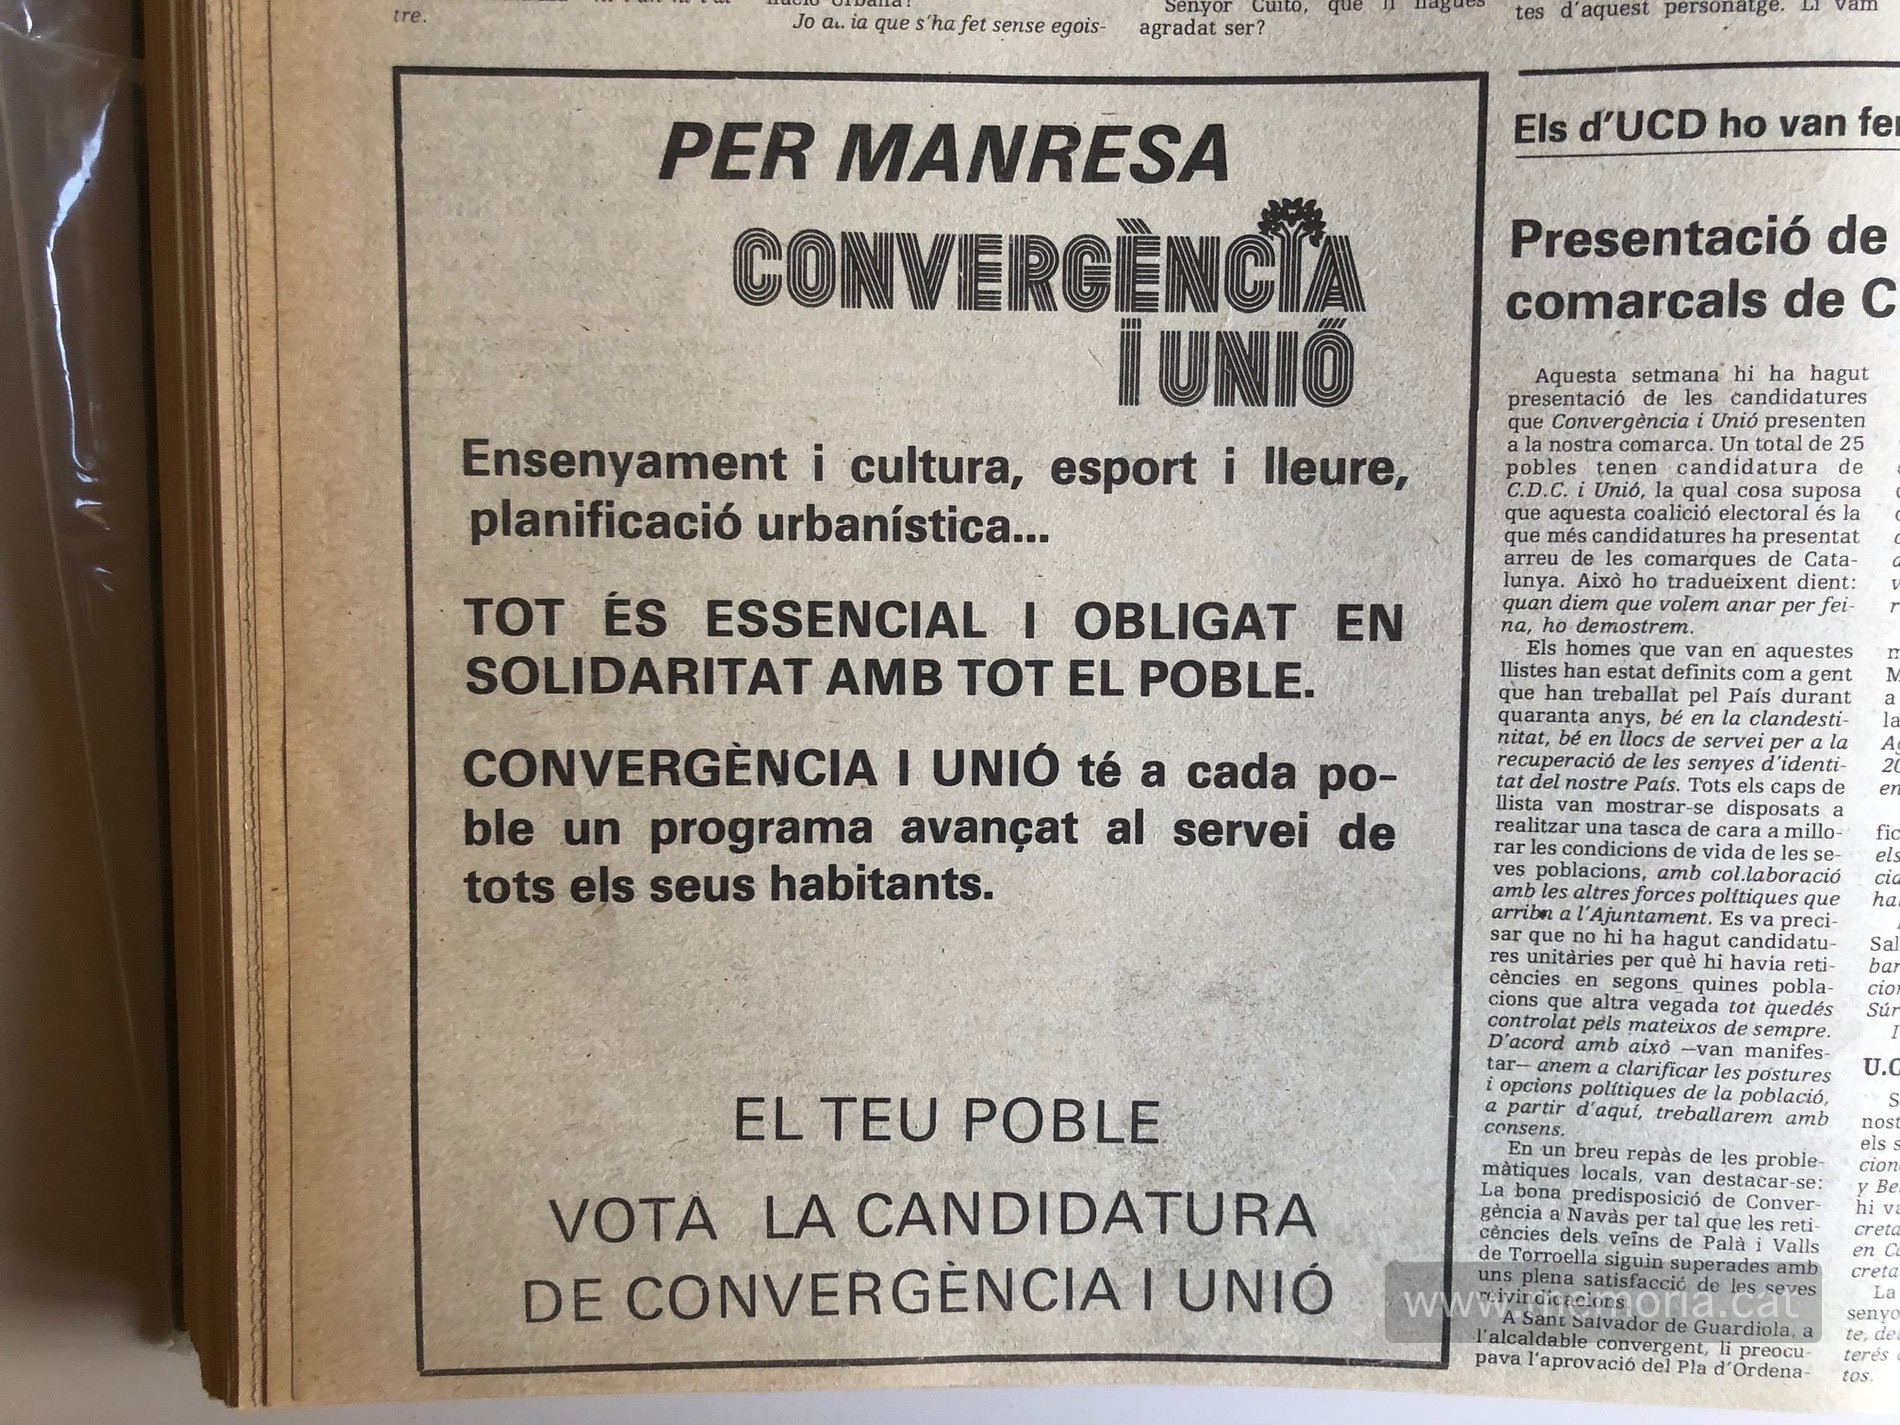 tre.
Jo
ia que s'ha fet sense egois-
Senyor Cuito, que
agradat ser?
tes d'aquest personatge. Li vam
PER MANRESA
CONVERGÈNCIA
I UNIÓ
Ensenyament i cultura, esport i lleure,
planificació urbanística...
TOT ÉS ESSENCIAL I OBLIGAT EN
SOLIDARITAT AMB TOT EL POBLE.
CONVERGÈNCIA I UNIÓ té a cada po-
ble un programa avançat al servei de
tots els seus habitants.
EL TEU POBLE
VOTA LA CANDIDATURA
DE CONVERGÈNCIA I UNIÓ
Els d'UCD ho van
Presentació de
comarcals de
Aquesta setmana hi ha hagut
presentació de les candidatures
que Convergència i Unió presenten
a la nostra comarca. Un total de 25
pobles tenen candidatura de
C.D.C. i Unió, la qual cosa suposa
que aquesta coalició electoral és la
que més candidatures ha presentat
arreu de les comarques de Cata-
lunya. Això ho tradueixent dient:
quan diem que volem anar per fei-
na, ho demostrem.
Els homes que van en aquestes
llistes han estat definits com a gent
que han treballat pel País durant
quaranta anys, bé en la clandesti-
nitat, bé en llocs de servei per a la
recuperació de les senyes d'identi-
tat del nostre País. Tots els caps de
llista van mostrar-se disposats a
realitzar una tasca de cara a millo-
rar les condicions de vida de les se-
ves poblacions, amb col.laboració
amb les altres forces polítiques que
arribn a l'Ajuntament. Es va preci-
sar que no hi ha hagut candidatu-
res unitàries per què hi havia reti-
cències en segons quines pobla-
cions que altra vegada tot quedés
controlat pels mateixos de sempre.
D'acord amb això —van manifes-
tar— anem a clarificar les postures
i opcions polítiques de la població,
a partir d'aquí, treballarem amb
consens.
En un breu repàs de les proble-
màtiques locals, van destacar-se:
La bona predisposició de Conver-
gència a Navàs per tal que les reti-
cències dels veïns de Palà i Valls
de Torroella siguin superades amb
uns plena satisfacció de les seves
reivindicacions.
A Sant Salvador de Guardiola, a
l'alcaldable convergent, li preocu-
pava l'aprovació del Pla d'Ordena-
www.memoria.cat